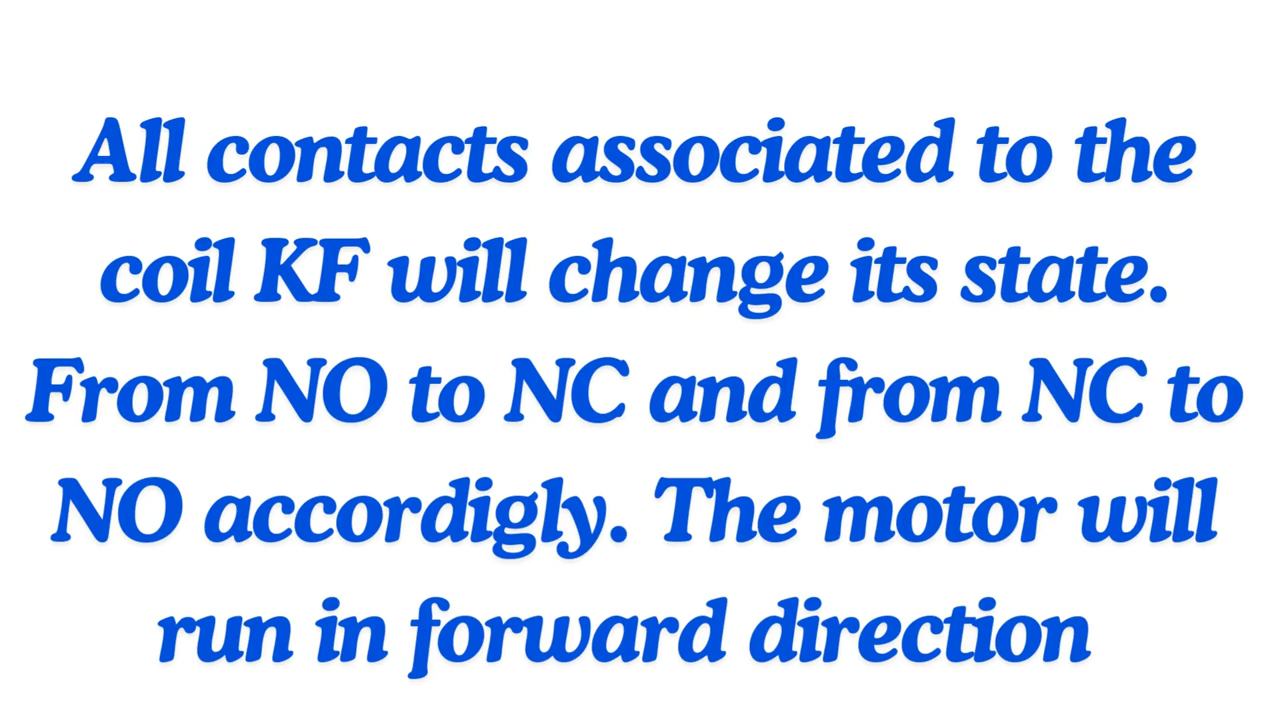 All contacts associated to the
coil KF will change its state.
From NO to NC and from NC to
NO accordigly. The motor will
run in forward direction